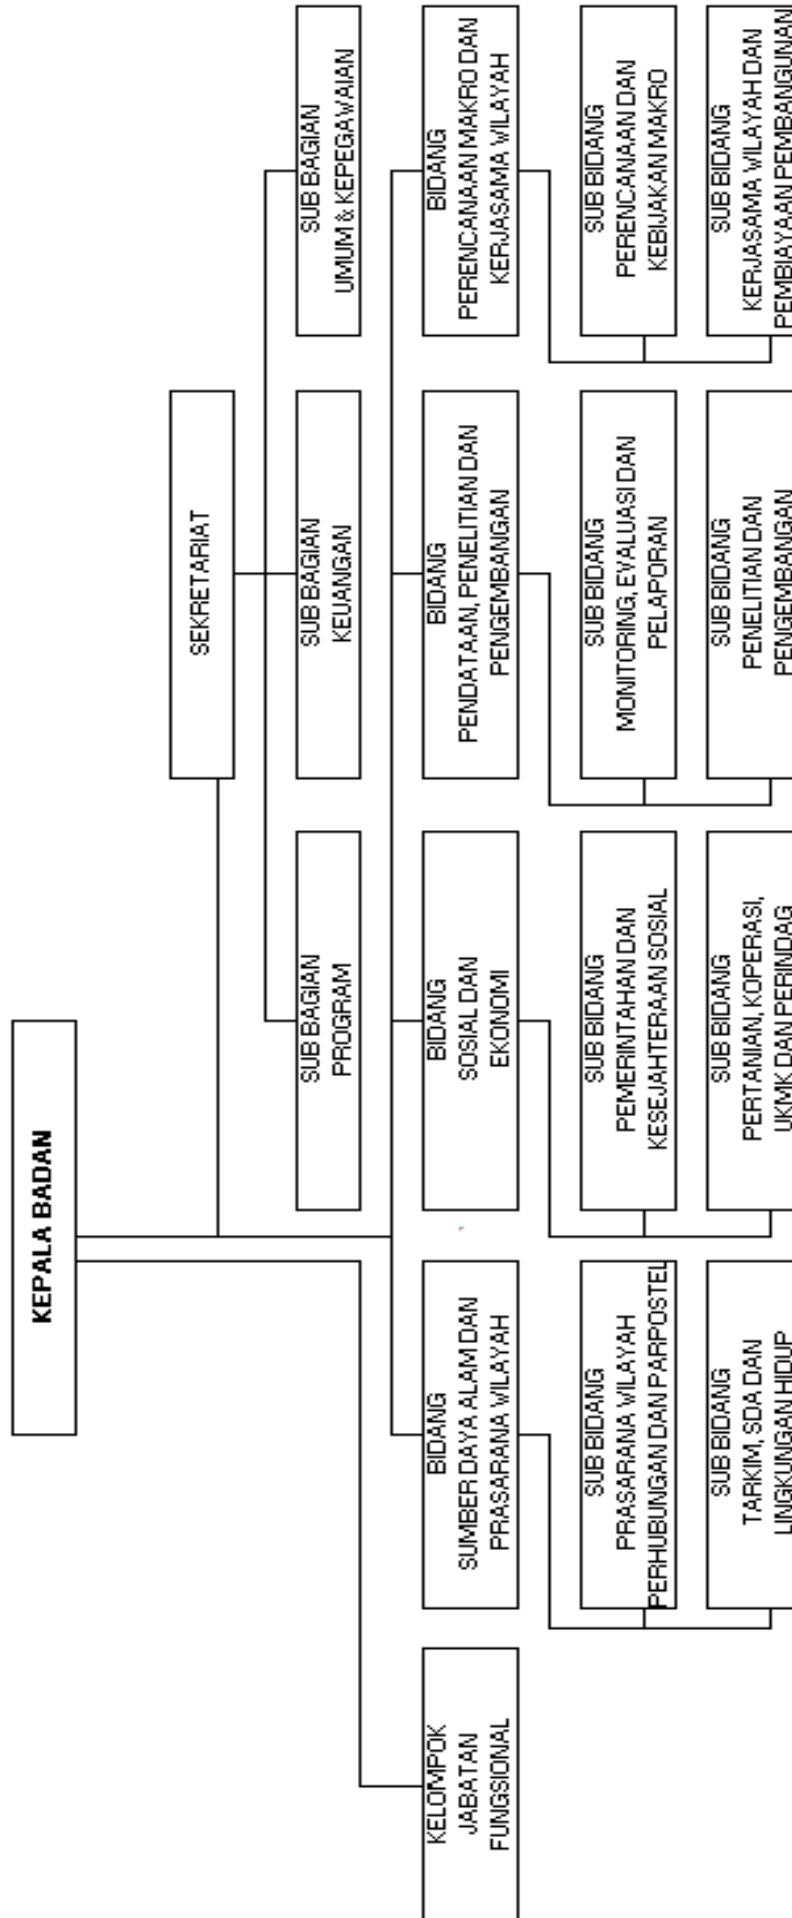 KEPALA BADAN
SEKRETARIAT
SUB BAGIAN
PROGRAM
SUB BAGIAN
KEUANGAN
SUB BAGIAN
UMUM & KEPEGAWAIAN
KELOMPOK
JABATAN
FUNGSIONAL
BIDANG
SUMBER DAYA ALAM DAN
PRASARANA WILAYAH
BIDANG
SOSIAL DAN
EKONOMI
BIDANG
PENDATAAN, PENELITIAN DAN
PENGEMBANGAN
BIDANG
PERENCANAAN MAKRO DAN
KERJASAMA WILAYAH
SUB BIDANG
PRASARANA WILAYAH
PERHUBUNGAN DAN PARPOSTEL
SUB BIDANG
PEMERINTAHAN DAN
KESEJAHTERAAN SOSIAL
SUB BIDANG
MONITORING, EVALUASI DAN
PELAPORAN
SUB BIDANG
PERENCANAAN DAN
KEBIJAKAN MAKRO
SUB BIDANG
TARKIM, SDA DAN
LINGKUNGAN HIDUP
SUB BIDANG
PERTANIAN, KOPERASI,
UKMK DAN PERINDAG
SUB BIDANG
PENELITIAN DAN
PENGEMBANGAN
SUB BIDANG
KERJASAMA WILAYAH DAN
PEMBIAYAAN PEMBANGUNAN